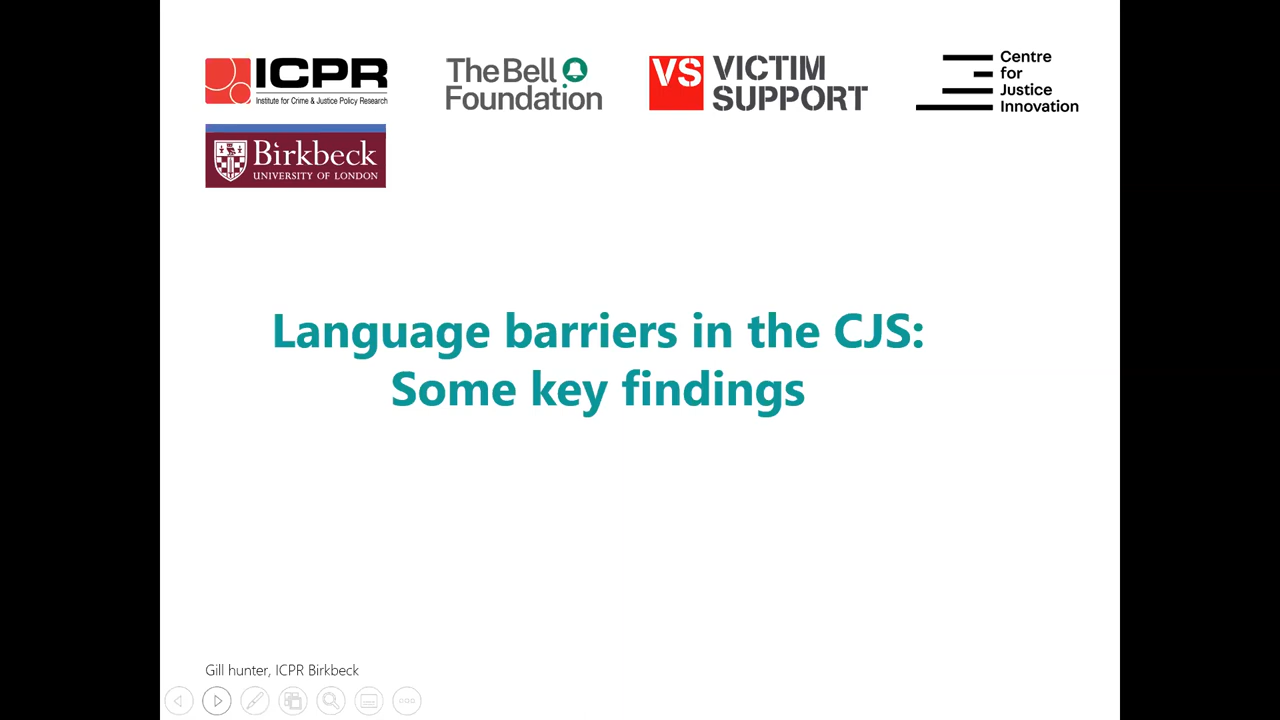 ICPR
Institute for Crime & Justice Policy Research
The Bell
Foundation
VS VICTIM
SUPPORT
Centre
for
Justice
Innovation
Birkbeck
UNIVERSITY OF LONDON
Language barriers in the CJS:
Some key findings
Gill hunter, ICPR Birkbeck